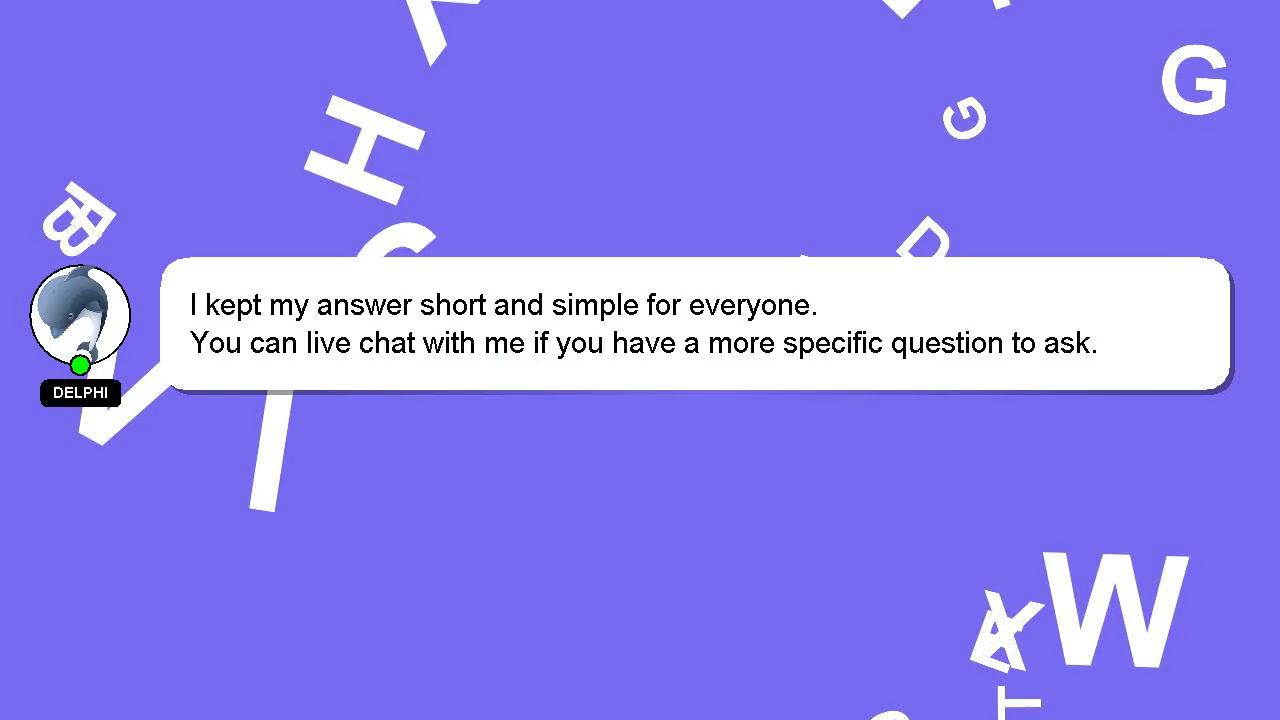 G
G
H
D
I kept my answer short and simple for everyone.
You can live chat with me if you have a more specific question to ask.
DELPHI
W
T